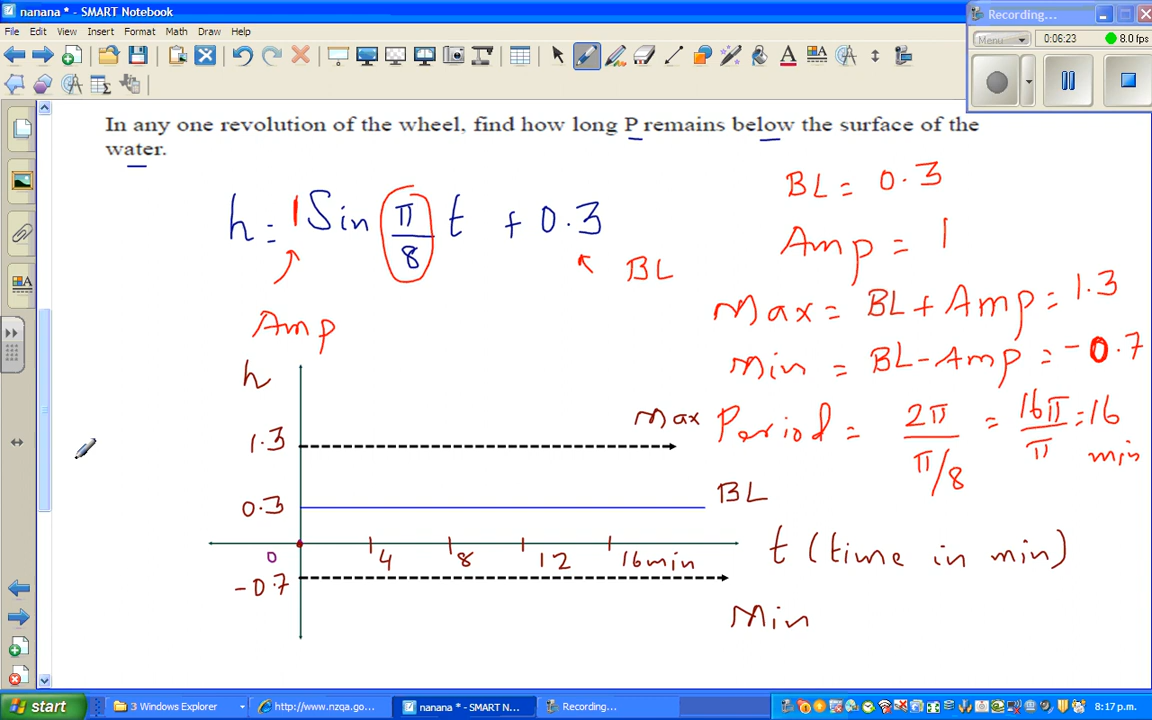 nanana * - SMART Notebook
Recording...
File Edit View Insert Format Math Draw Help
Menu
0:06:23
8.0 fps
In any one revolution of the wheel, find how long P remains below the surface of the
water.
BL = 0.3
h = 1 Sin π/8 t + 0.3
Amp = 1
BL
Max = BL + Amp = 1.3
Amp
Min = BL - Amp = -0.7
h
1.3
Max
Period = 2π / π/8 = 16π/π = 16 min
0.3
BL
0
4
8
12
16min
t (time in min)
-0.7
Min
start
3 Windows Explorer
http://www.nzqa.go...
nanana * - SMART N...
Recording...
8:17 p.m.